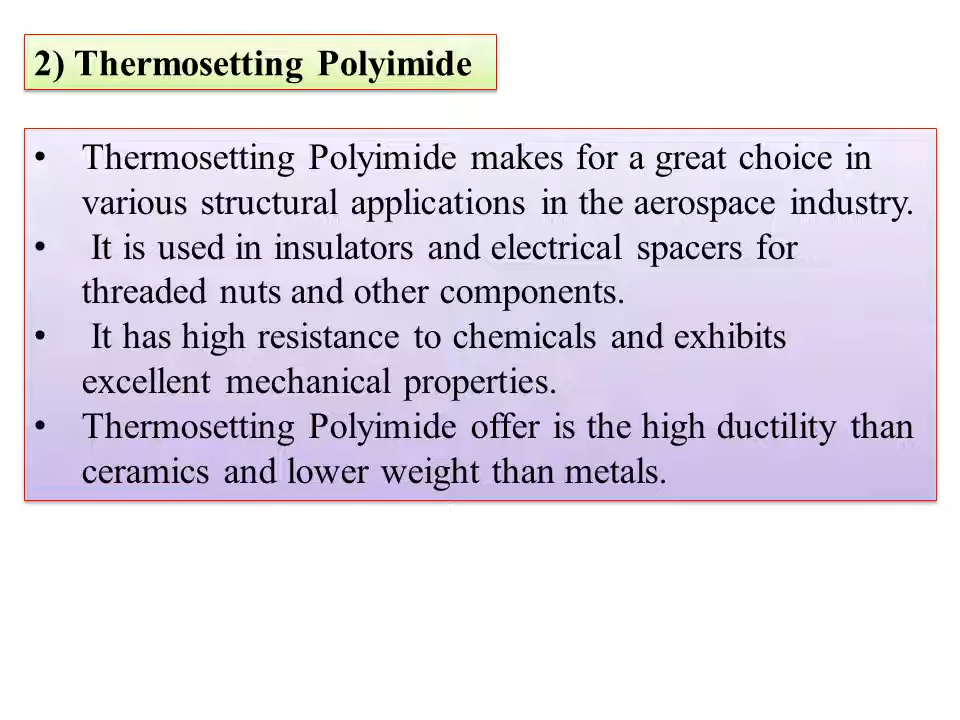 2) Thermosetting Polyimide
• Thermosetting Polyimide makes for a great choice in
various structural applications in the aerospace industry.
• It is used in insulators and electrical spacers for
threaded nuts and other components.
• It has high resistance to chemicals and exhibits
excellent mechanical properties.
• Thermosetting Polyimide offer is the high ductility than
ceramics and lower weight than metals.